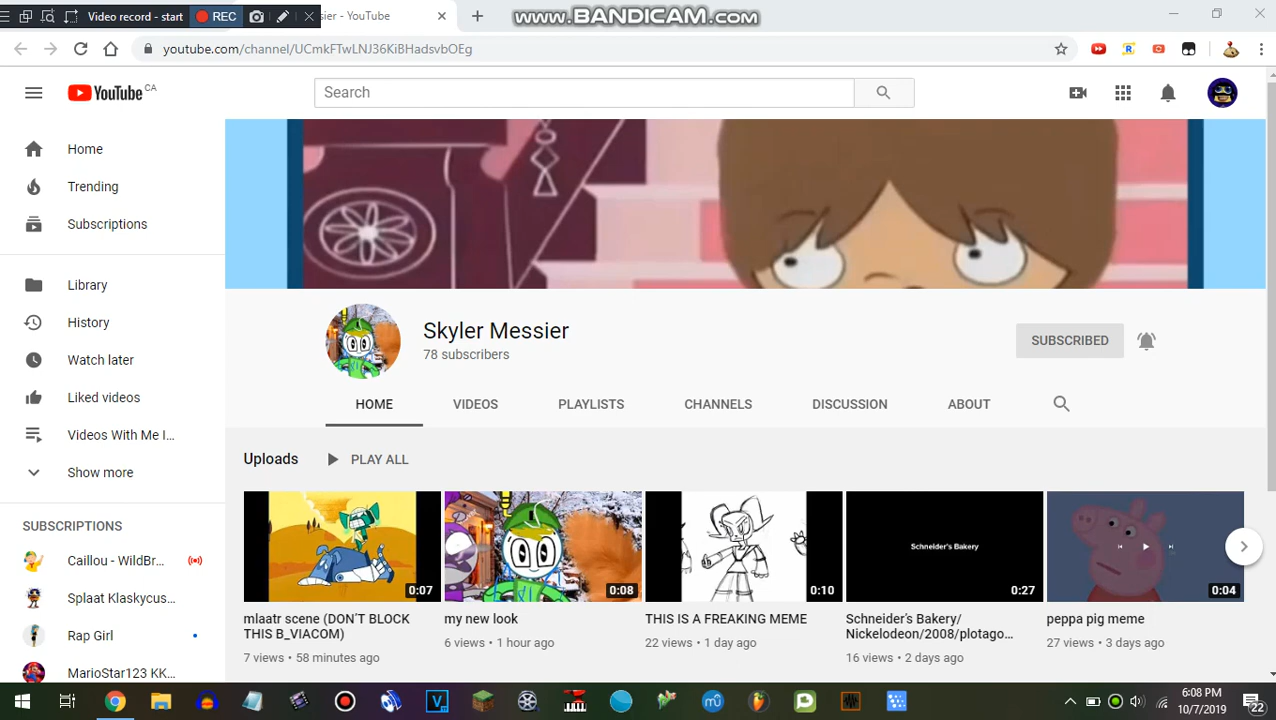 Video record - start
REC
sier - YouTube
www.BANDICAM.com
youtube.com/channel/UCmkFTwLNJ36KiBHadsvbOEg
YouTube CA
Search
Home
Trending
Subscriptions
Library
History
Watch later
Liked videos
Videos With Me I...
Show more
SUBSCRIPTIONS
Caillou - WildBr...
Splaat Klaskycus...
Rap Girl
MarioStar123 KK...
Skyler Messier
78 subscribers
SUBSCRIBED
HOME VIDEOS PLAYLISTS CHANNELS DISCUSSION ABOUT
Uploads PLAY ALL
0:07
mlaatr scene (DON'T BLOCK
THIS B_VIACOM)
7 views • 58 minutes ago
0:08
my new look
6 views • 1 hour ago
0:10
THIS IS A FREAKING MEME
22 views • 1 day ago
Schneider's Bakery
0:27
Schneider's Bakery/
Nickelodeon/2008/plotago...
16 views • 2 days ago
0:04
peppa pig meme
27 views • 3 days ago
6:08 PM
10/7/2019
22